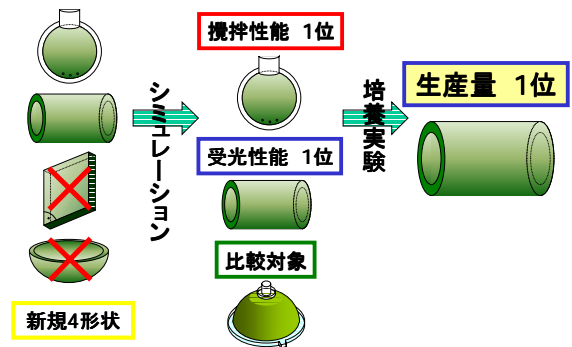 新規4形状
シミュレーション
攪拌性能 1位
受光性能 1位
比較対象
培養実験
生産量 1位